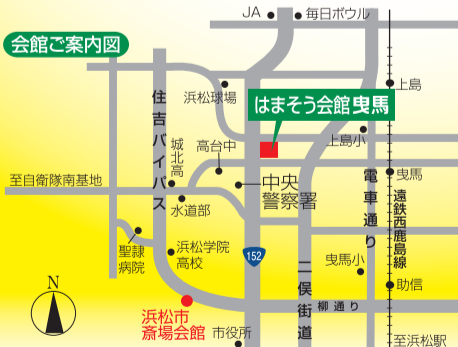 会館ご案内図
JA
毎日ボウル
浜松球場
はまそう会館 曳馬
上島
住吉バイパス
城北高
高台中
上島小
至自衛隊南基地
中央
警察署
曳馬
水道部
電車通り
遠鉄西鹿島線
聖隷
病院
浜松学院
高校
152
二俣街道
曳馬小
助信
N
浜松市
斎場会館
柳通り
市役所
至浜松駅